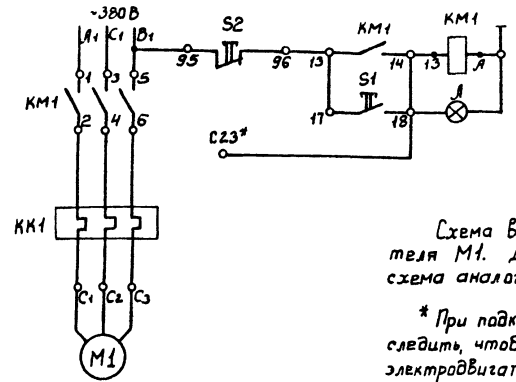 ~380В
А1 С1 В1
S2
КМ1
КМ1
95
96
13
14
13
А
1
3
5
S1
Л
КМ1
17
18
2
4
6
С23*
КК1
Схема в
теля М1.
схема аналог
* При подк
следить, чтоб
электродвигат
С1
С2
С3
М1